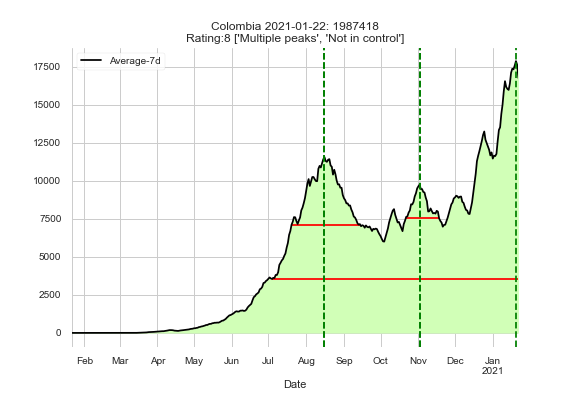 Colombia 2021-01-22: 1987418
Rating:8 ['Multiple peaks', 'Not in control']
Average-7d
17500
15000
12500
10000
7500
5000
2500
0
Feb Mar Apr May Jun Jul Aug Sep Oct Nov Dec Jan
2021
Date